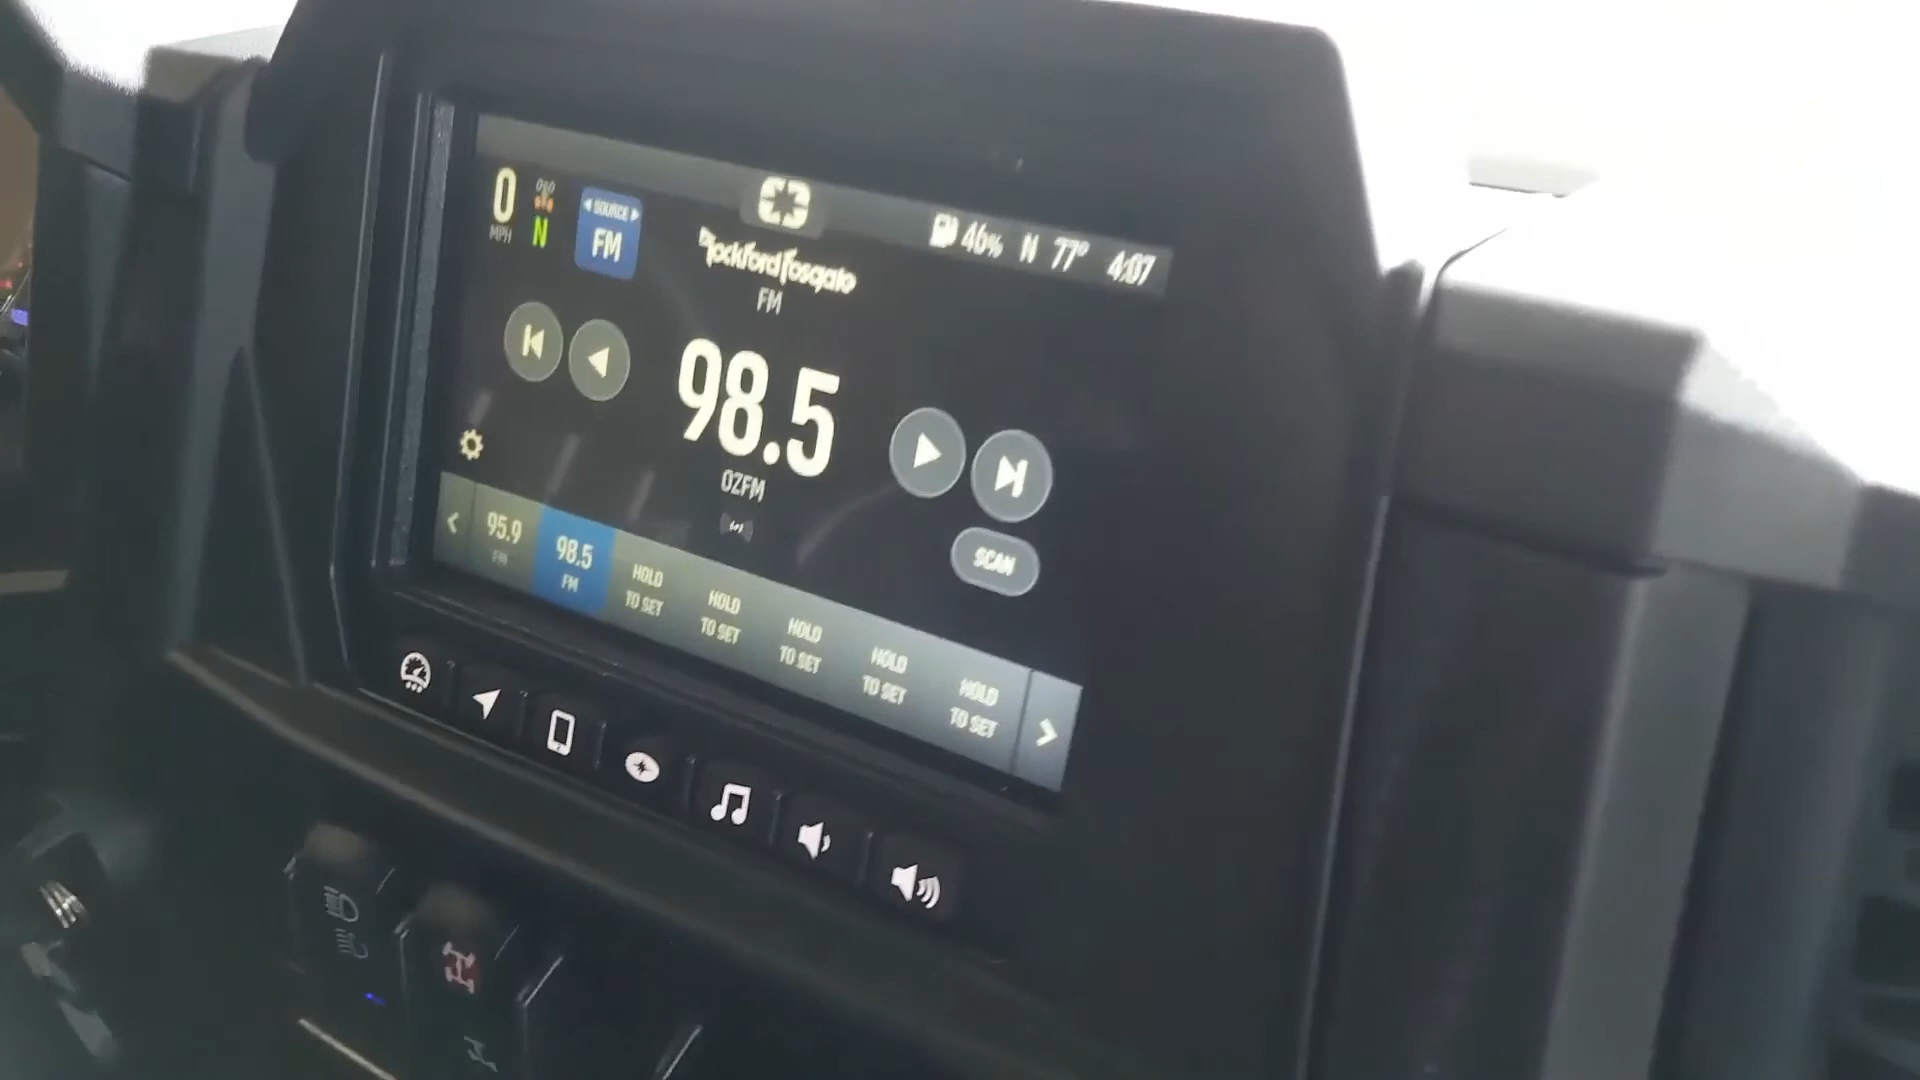 0
MPH
N
SOURCE
FM
46% N 77° 4:07
Rockford Fosgate
FM
98.5
OZFM
SCAN
95.9
FM
98.5
FM
HOLD
TO SET
HOLD
TO SET
HOLD
TO SET
HOLD
TO SET
HOLD
TO SET